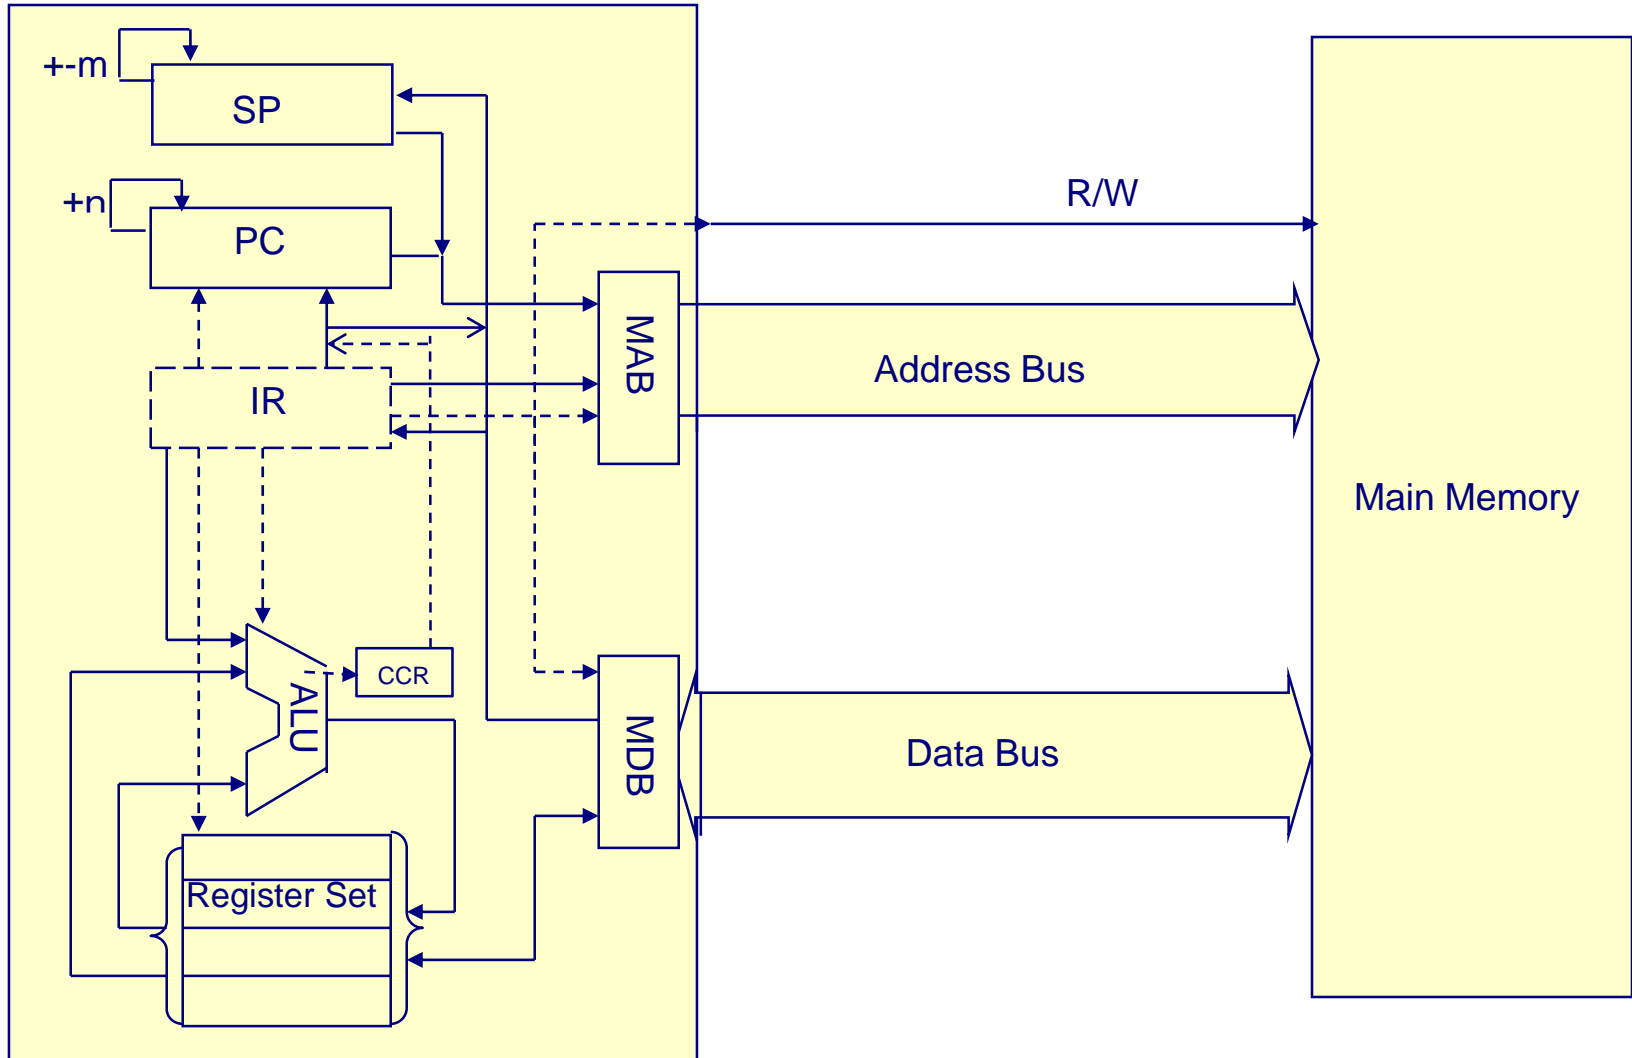 +-m
SP
+n
PC
R/W
IR
MAB
Address Bus
Main Memory
CCR
ALU
MDB
Data Bus
Register Set